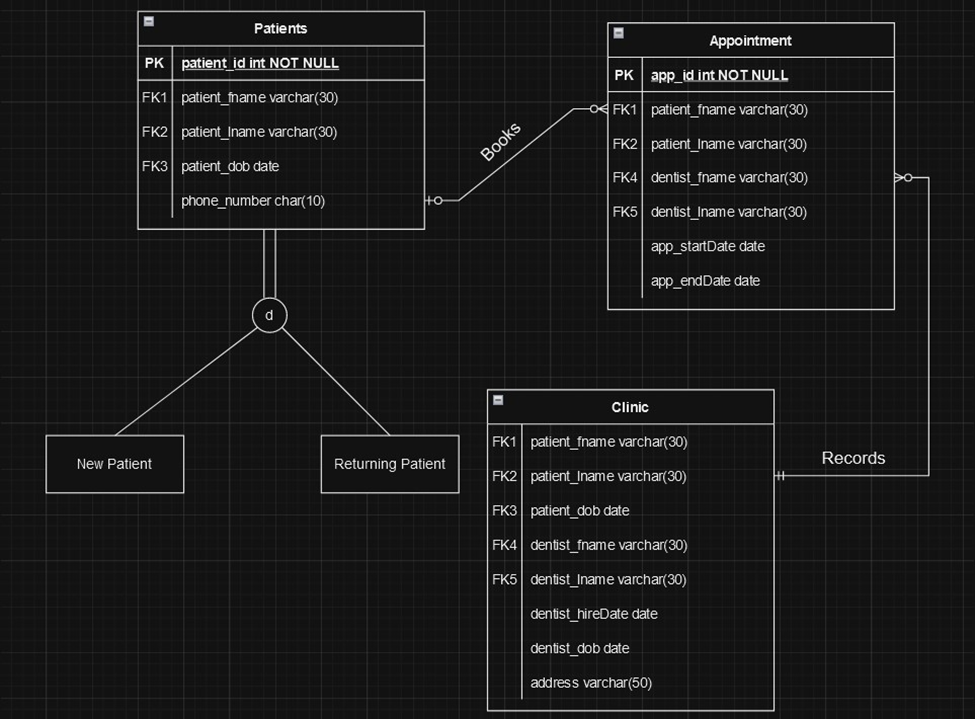 Patients
PK patient_id int NOT NULL
FK1 patient_fname varchar(30)
FK2 patient_lname varchar(30)
FK3 patient_dob date
phone_number char(10)
Books
Appointment
PK app_id int NOT NULL
FK1 patient_fname varchar(30)
FK2 patient_lname varchar(30)
FK4 dentist_fname varchar(30)
FK5 dentist_lname varchar(30)
app_startDate date
app_endDate date
d
New Patient
Returning Patient
Clinic
FK1 patient_fname varchar(30)
FK2 patient_lname varchar(30)
FK3 patient_dob date
FK4 dentist_fname varchar(30)
FK5 dentist_lname varchar(30)
dentist_hireDate date
dentist_dob date
address varchar(50)
Records